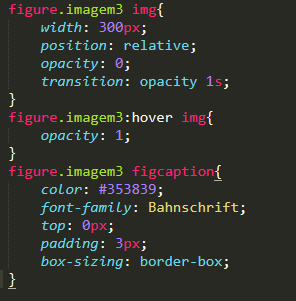 figure.imagem3 img{
    width: 300px;
    position: relative;
    opacity: 0;
    transition: opacity 1s;
}
figure.imagem3:hover img{
    opacity: 1;
}
figure.imagem3 figcaption{
    color: #353839;
    font-family: Bahnschrift;
    top: 0px;
    padding: 3px;
    box-sizing: border-box;
}